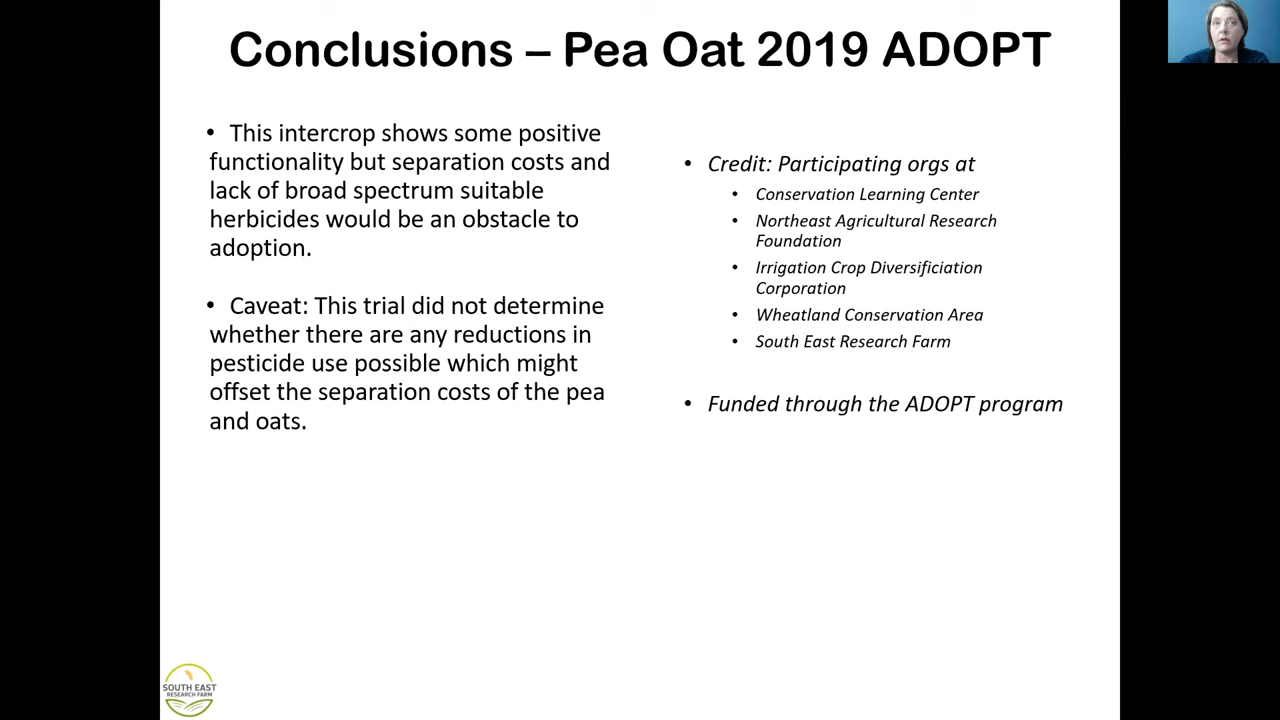 Conclusions – Pea Oat 2019 ADOPT
• This intercrop shows some positive
functionality but separation costs and
lack of broad spectrum suitable
herbicides would be an obstacle to
adoption.
• Caveat: This trial did not determine
whether there are any reductions in
pesticide use possible which might
offset the separation costs of the pea
and oats.
• Credit: Participating orgs at
• Conservation Learning Center
• Northeast Agricultural Research
Foundation
• Irrigation Crop Diversificiation
Corporation
• Wheatland Conservation Area
• South East Research Farm
• Funded through the ADOPT program
SOUTH EAST
RESEARCH FARM